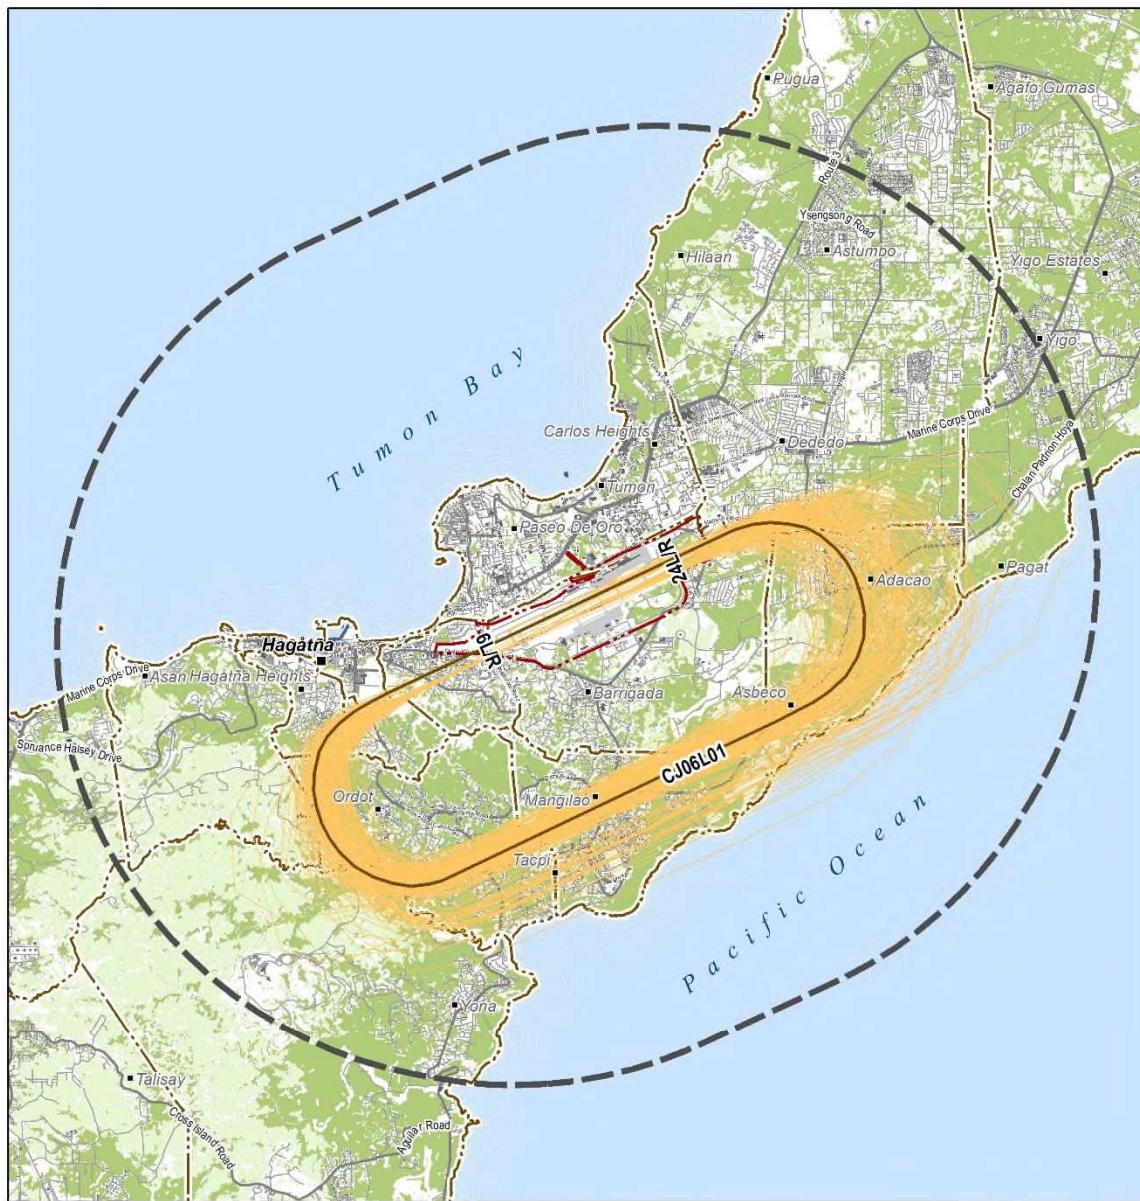 Pugua
Agafo Gumas
Route 3
Ysengsong Road
Astumbo
Hilaan
Yigo Estates
Yigo
Tumon Bay
Marine Corps Drive
Carlos Heights
Dededo
Chalan Padrion Hoya
Tumon
Paseo De Oro
24L/R
Adacao
Pagat
Hagåtña
6L/R
Marine Corps Drive
Asan
Hagåtña Heights
Barrigada
Asbeco
Spruance Halsey Drive
CJ06L01
Ordot
Mangilao
Tacpi
Pacific Ocean
Yona
Talisay
Cross Island Road
Aguilar Road